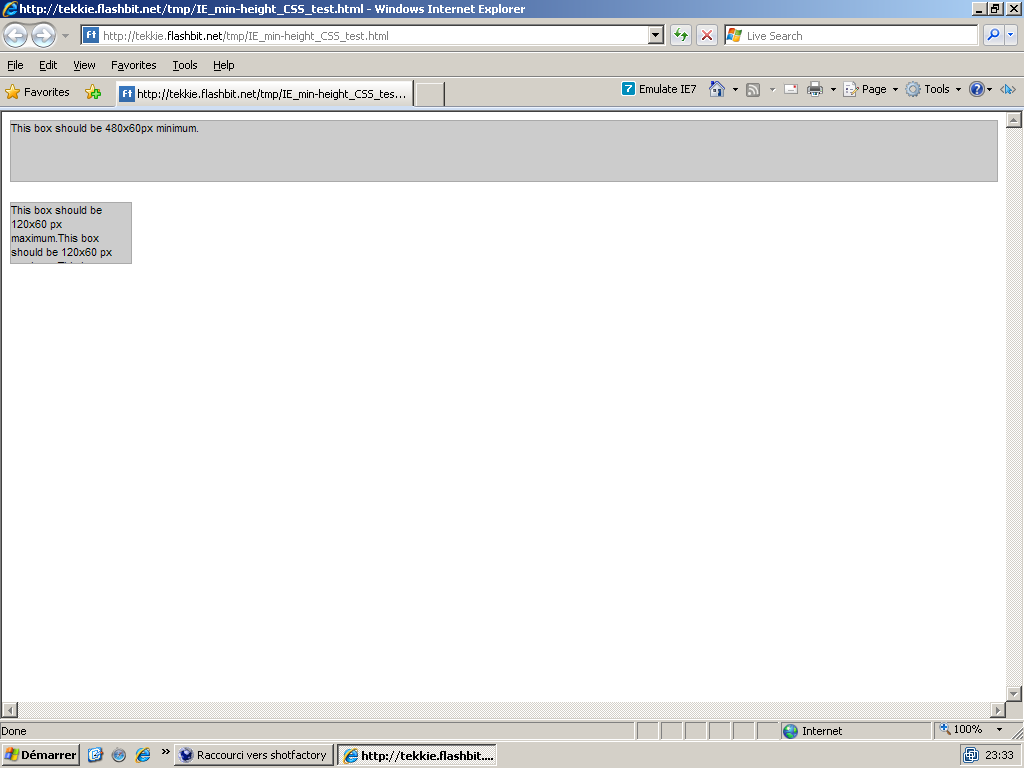 http://tekkie.flashbit.net/tmp/IE_min-height_CSS_test.html - Windows Internet Explorer
http://tekkie.flashbit.net/tmp/IE_min-height_CSS_test.html
Live Search
File Edit View Favorites Tools Help
Favorites
Ft http://tekkie.flashbit.net/tmp/IE_min-height_CSS_tes...
7 Emulate IE7
Page
Tools
This box should be 480x60px minimum.
This box should be
120x60 px
maximum.This box
should be 120x60 px
Done
Internet
100%
Démarrer
Raccourci vers shotfactory
http://tekkie.flashbit....
23:33